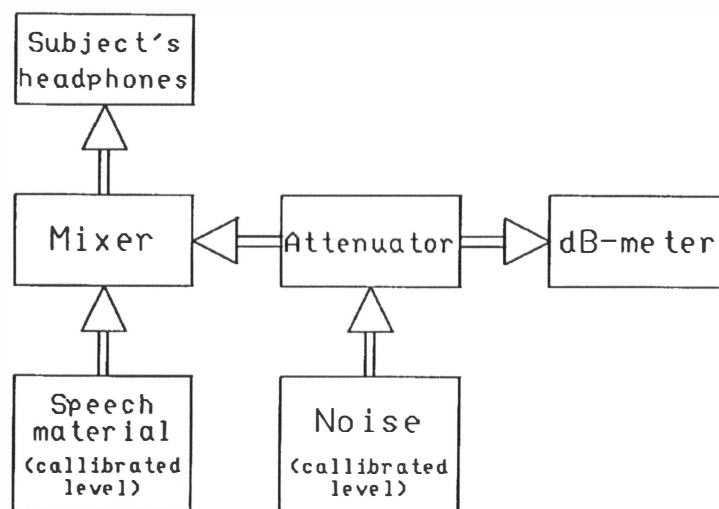 Subject's
headphones
Mixer
Attenuator
dB-meter
Speech
material
(callibrated
level)
Noise
(callibrated
level)